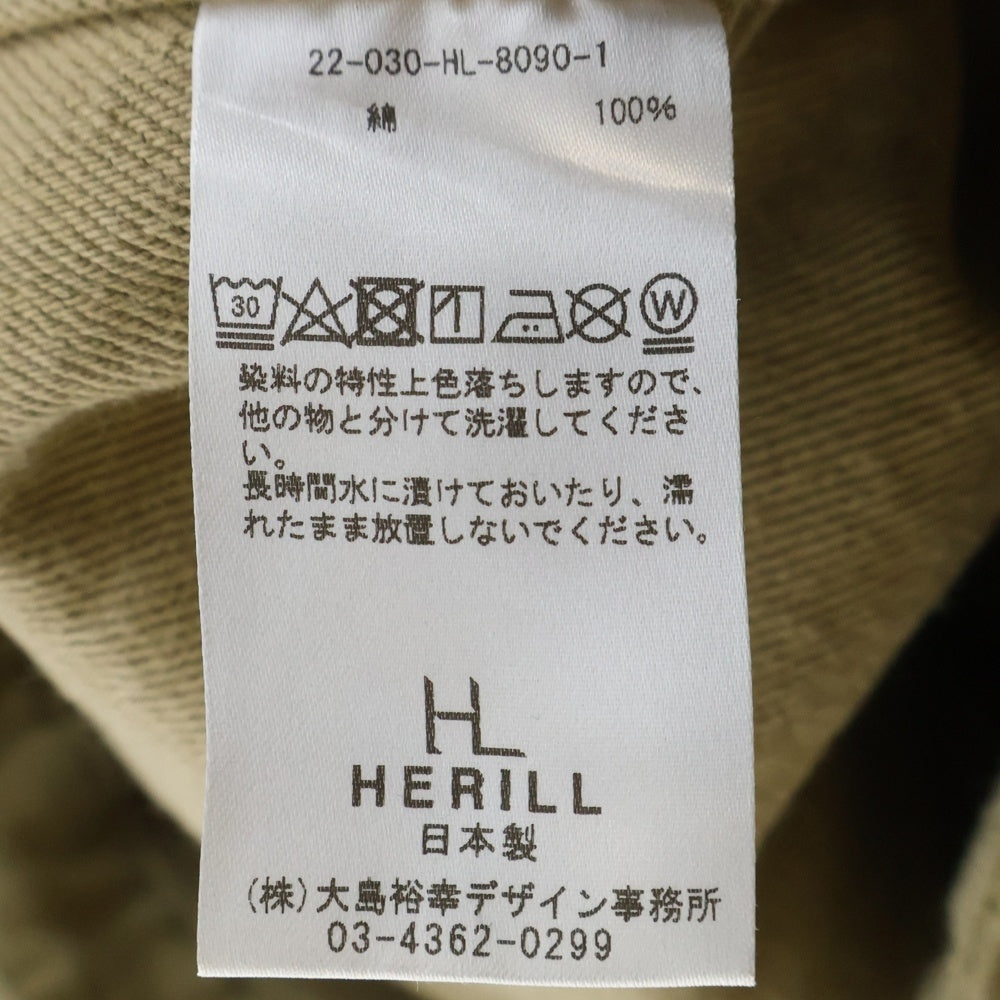 22-030-HL-8090-1
綿 100%
30 W
染料の特性上色落ちしますので、
他の物と分けて洗濯してくださ
い。
長時間水に漬けておいたり、濡
れたまま放置しないでください。
HL
HERILL
日本製
(株)大島裕幸デザイン事務所
03-4362-0299